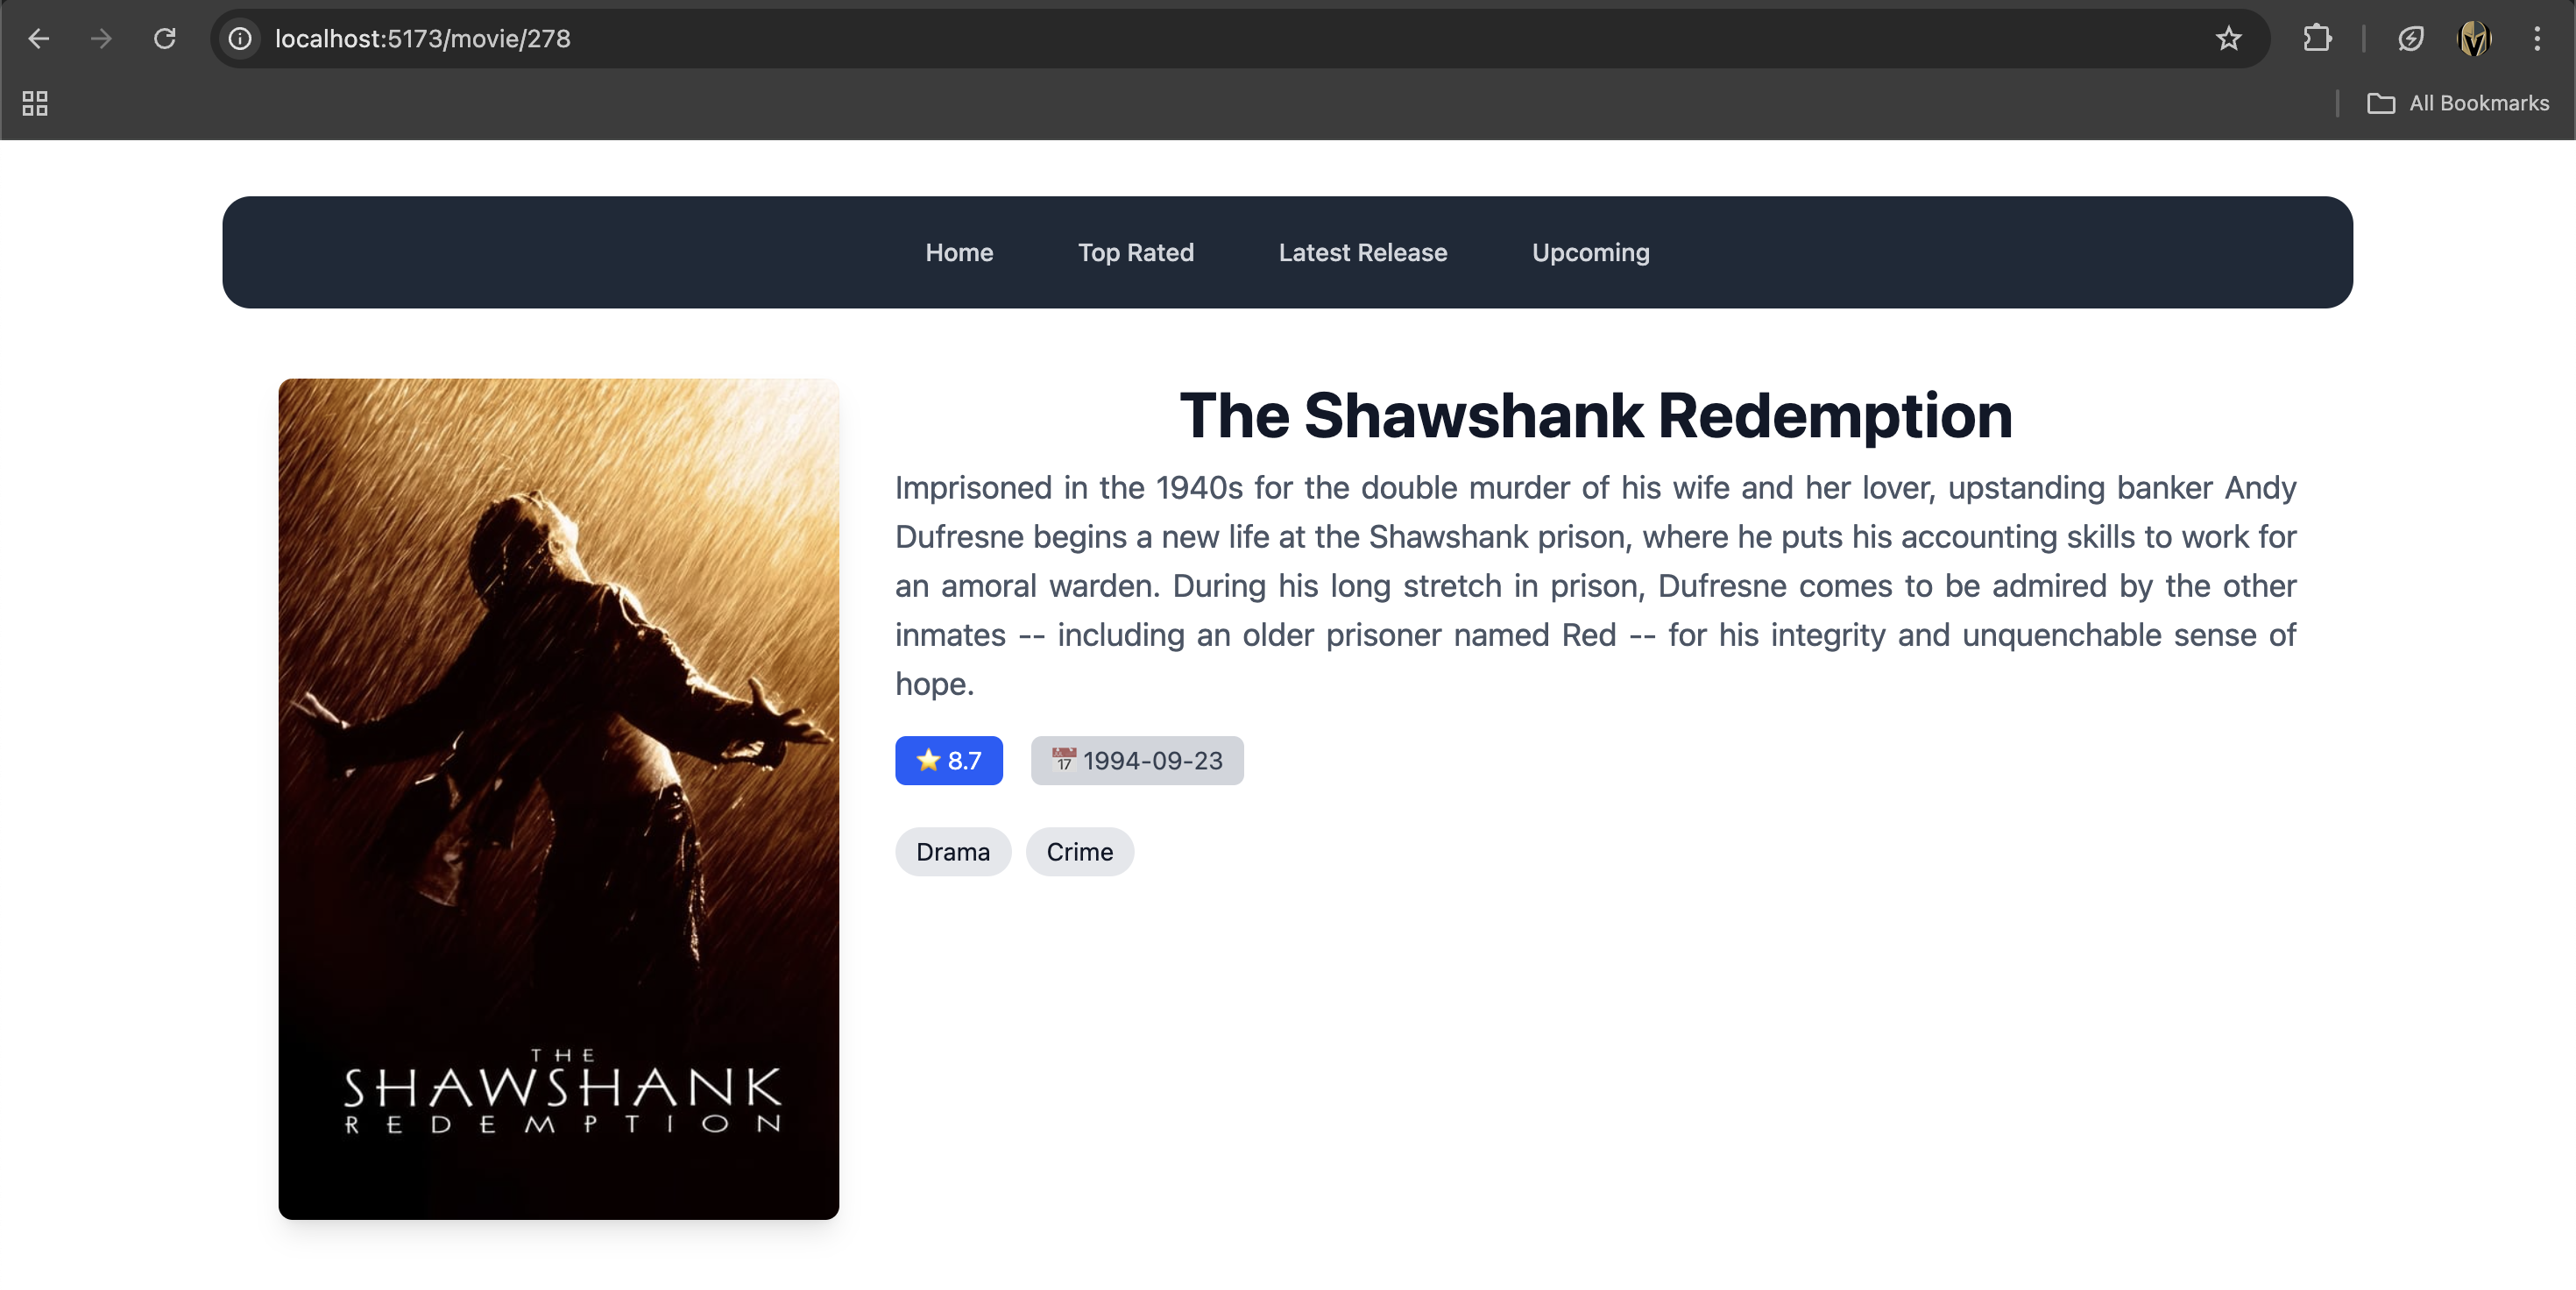 localhost:5173/movie/278
All Bookmarks
Home Top Rated Latest Release Upcoming
The Shawshank Redemption
Imprisoned in the 1940s for the double murder of his wife and her lover, upstanding banker Andy
Dufresne begins a new life at the Shawshank prison, where he puts his accounting skills to work for
an amoral warden. During his long stretch in prison, Dufresne comes to be admired by the other
inmates -- including an older prisoner named Red -- for his integrity and unquenchable sense of
hope.
⭐ 8.7 📅 1994-09-23
Drama Crime
THE
SHAWSHANK
REDEMPTION